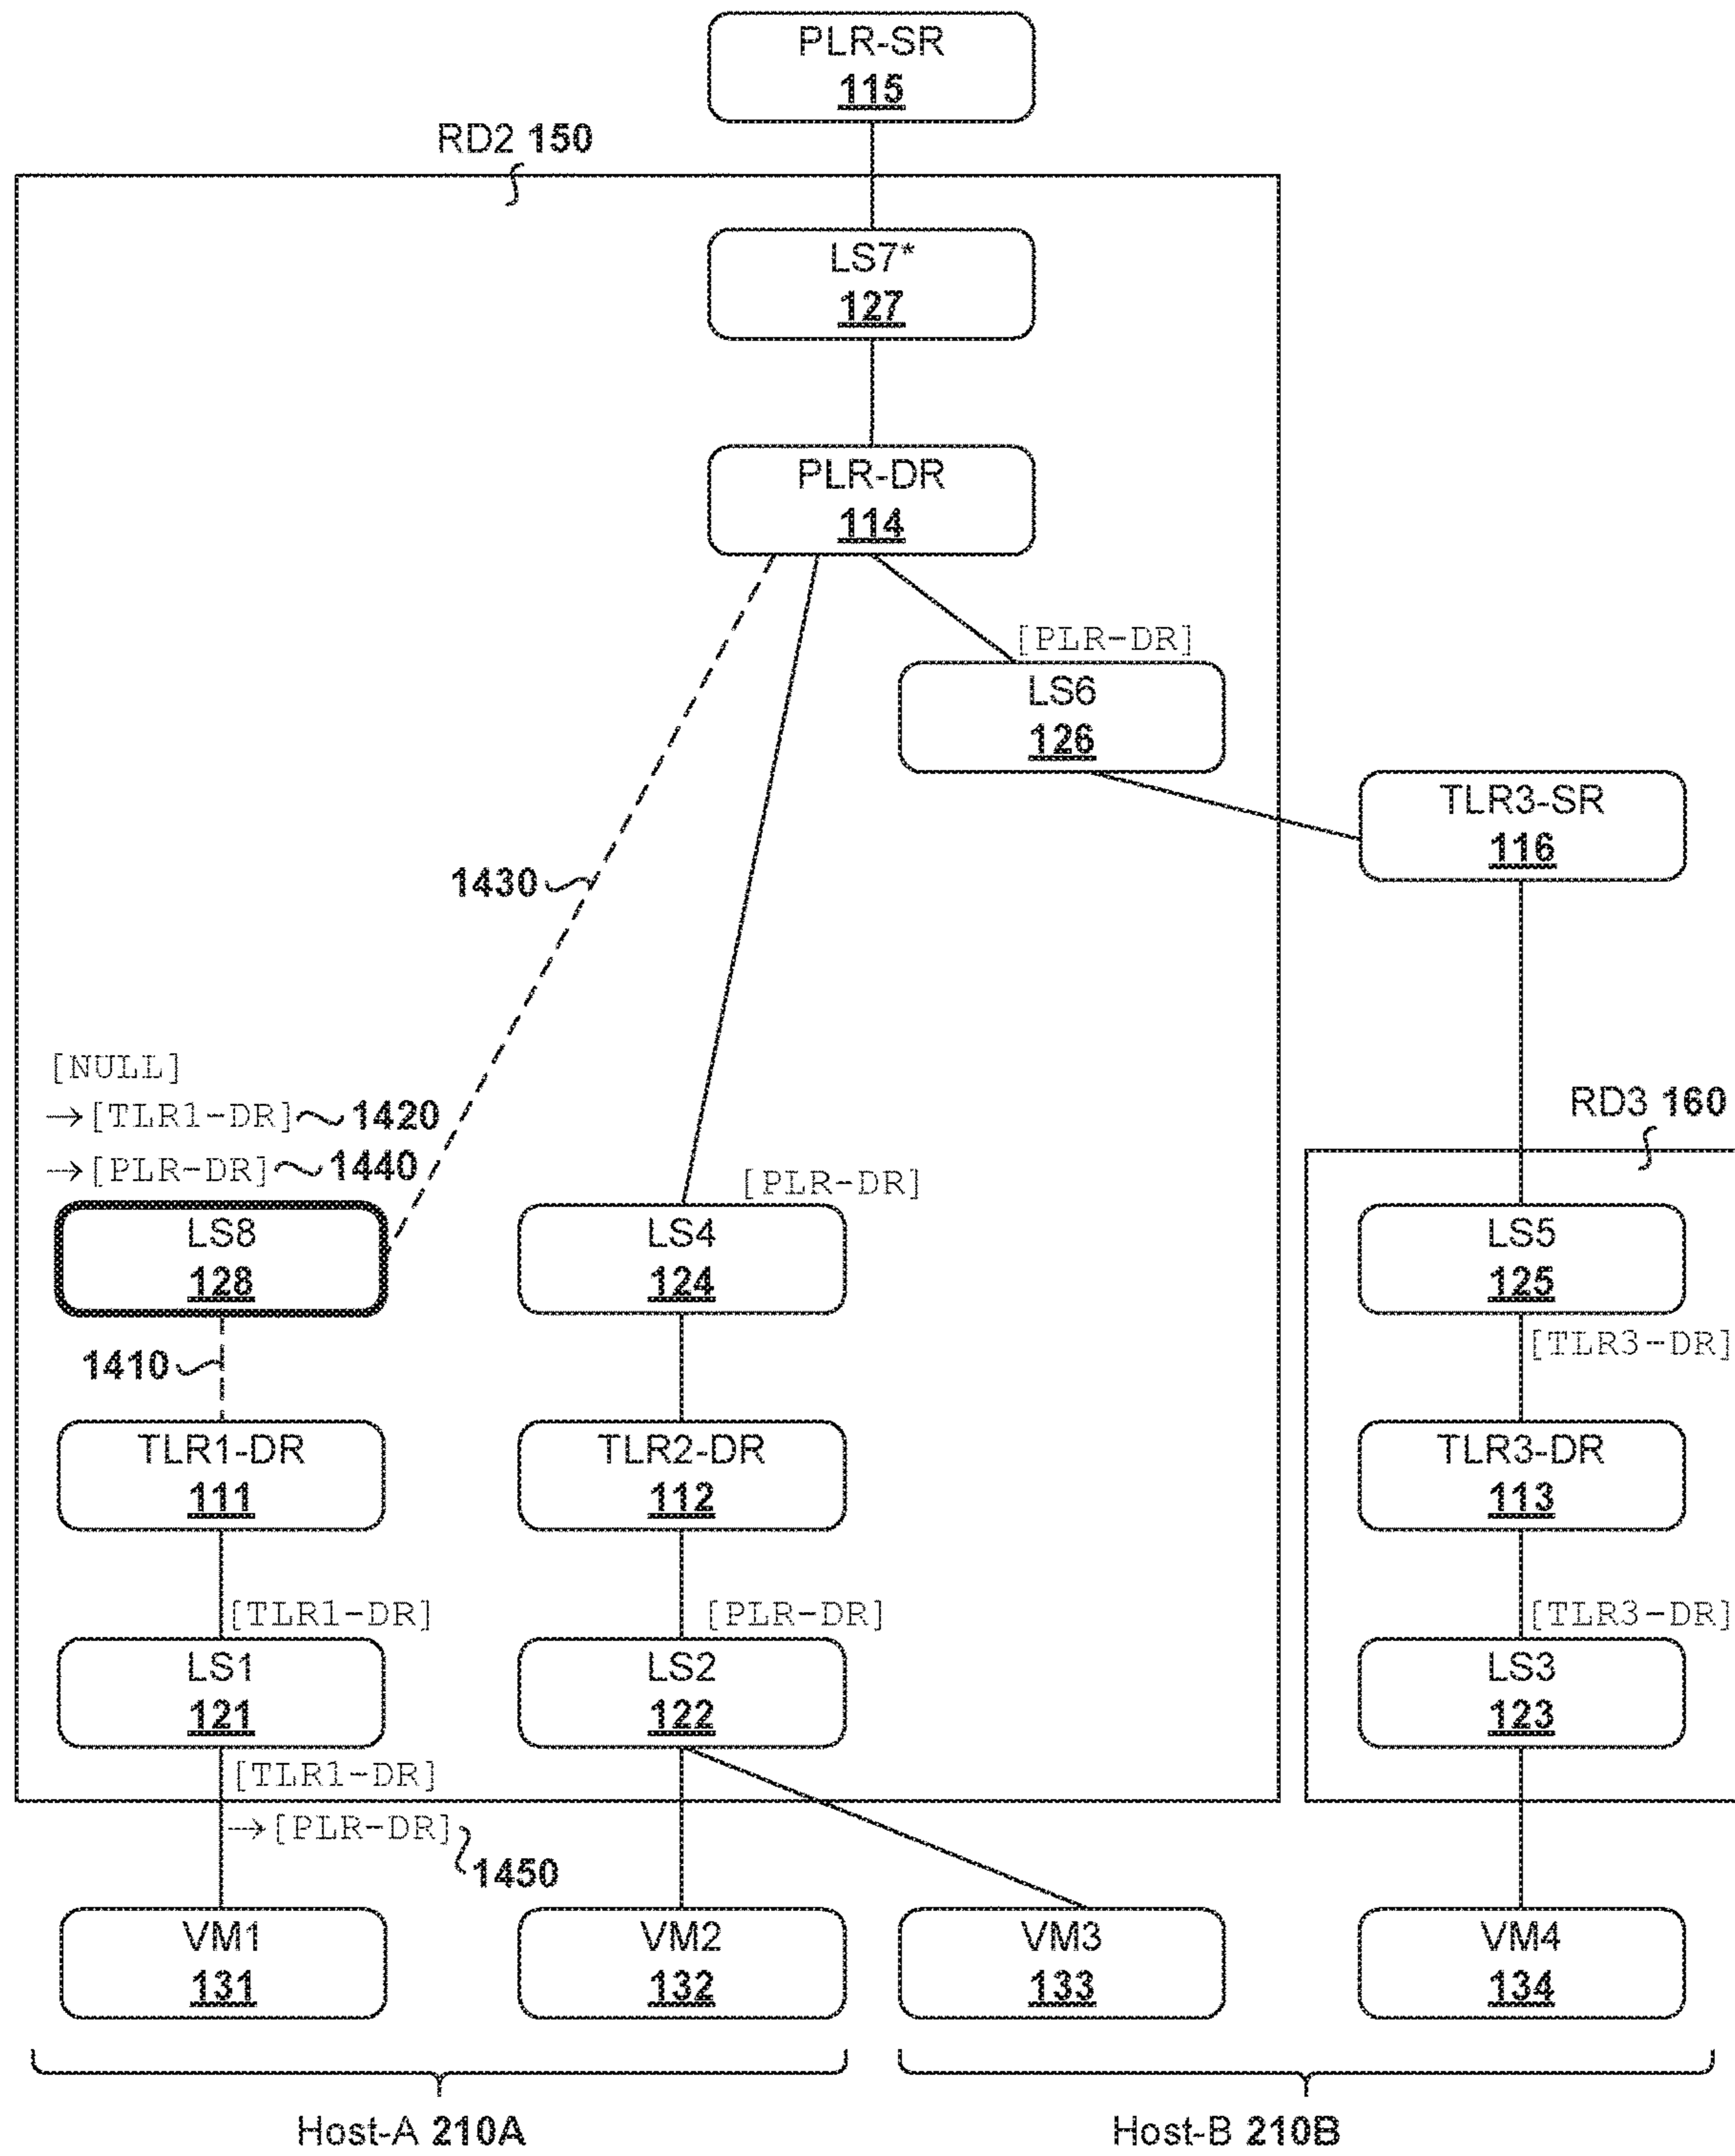 PLR-SR
115
RD2 150
LS7*
127
PLR-DR
114
[PLR-DR]
LS6
126
TLR3-SR
116
1430
[NULL]
→[TLR1-DR] 1420
→[PLR-DR] 1440
RD3 160
[PLR-DR]
LS8
128
LS4
124
LS5
125
1410
[TLR3-DR]
TLR1-DR
111
TLR2-DR
112
TLR3-DR
113
[TLR1-DR]
[PLR-DR]
[TLR3-DR]
LS1
121
LS2
122
LS3
123
[TLR1-DR]
→[PLR-DR]
1450
VM1
131
VM2
132
VM3
133
VM4
134
Host-A 210A
Host-B 210B